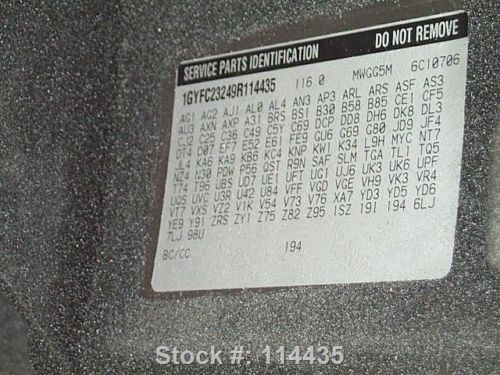 SERVICE PARTS IDENTIFICATION DO NOT REMOVE
1GYFC23249R114435 116.0 MWGG5M 6C10706
AG1 AG2 AJ1 AL0 AL4 AN3 AP3 ARL ARS ASF AS3
AU3 AXN AXP A31 BRS BS1 B30 B58 B85 CE1 CF5
CJ2 C25 C36 C49 C5Y C69 DCP DD8 DH6 DK8 DL3
DT4 D07 EF7 E52 E61 FE9 GU6 G69 G80 JD9 JF4
JL4 KA6 KA9 KB6 KC4 KNP KW1 K34 L9H MYC NT7
NZ4 N30 PDW P56 QST R9N SAF SLM TGA TL1 TQ5
T74 T96 UBS UD7 UE1 UFT UG1 UJ6 UK3 UK6 UPF
UQS UVC U3R U42 U84 VFF VGD VGE VH9 VK3 VR4
VT7 VXS VZ2 V1K V54 V73 V76 XA7 YD3 YD5 YD6
YE9 Y91 ZRS ZY1 Z75 Z82 Z95 1SZ 19I 194 6LJ
7LJ 98U
BC/CC 194
Stock #: 114435